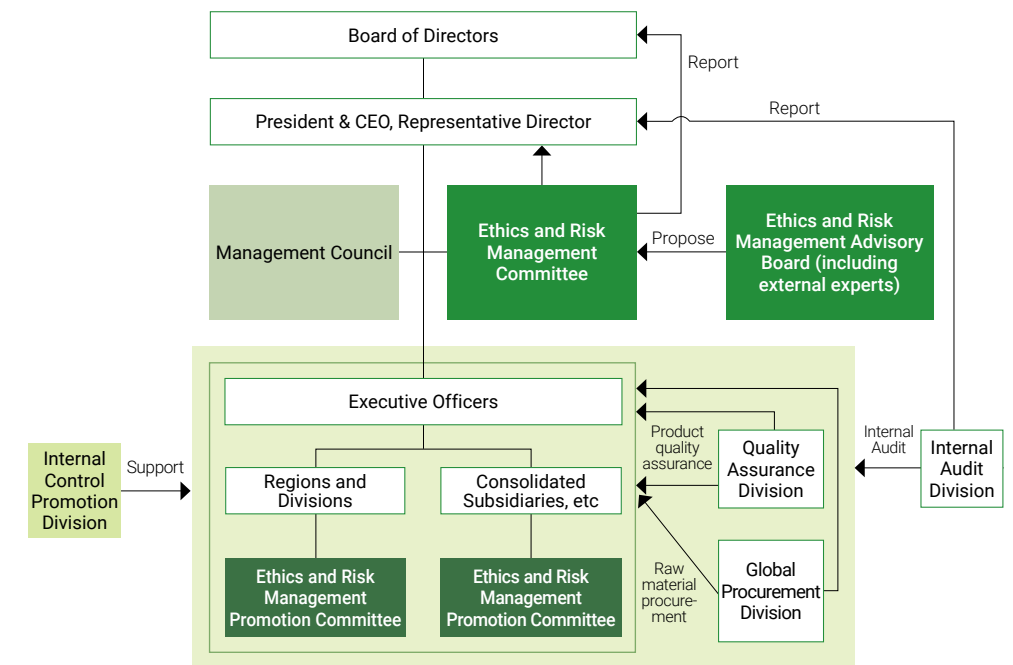 Board of Directors
Report
Report
President & CEO, Representative Director
Management Council
Ethics and Risk
Management
Committee
Propose
Ethics and Risk
Management Advisory
Board (including
external experts)
Executive Officers
Internal
Control
Promotion
Division
Support
Regions and
Divisions
Consolidated
Subsidiaries, etc
Product
quality
assurance
Quality
Assurance
Division
Internal
Audit
Internal
Audit
Division
Ethics and Risk
Management
Promotion Committee
Ethics and Risk
Management
Promotion Committee
Raw
material
procure-
ment
Global
Procurement
Division